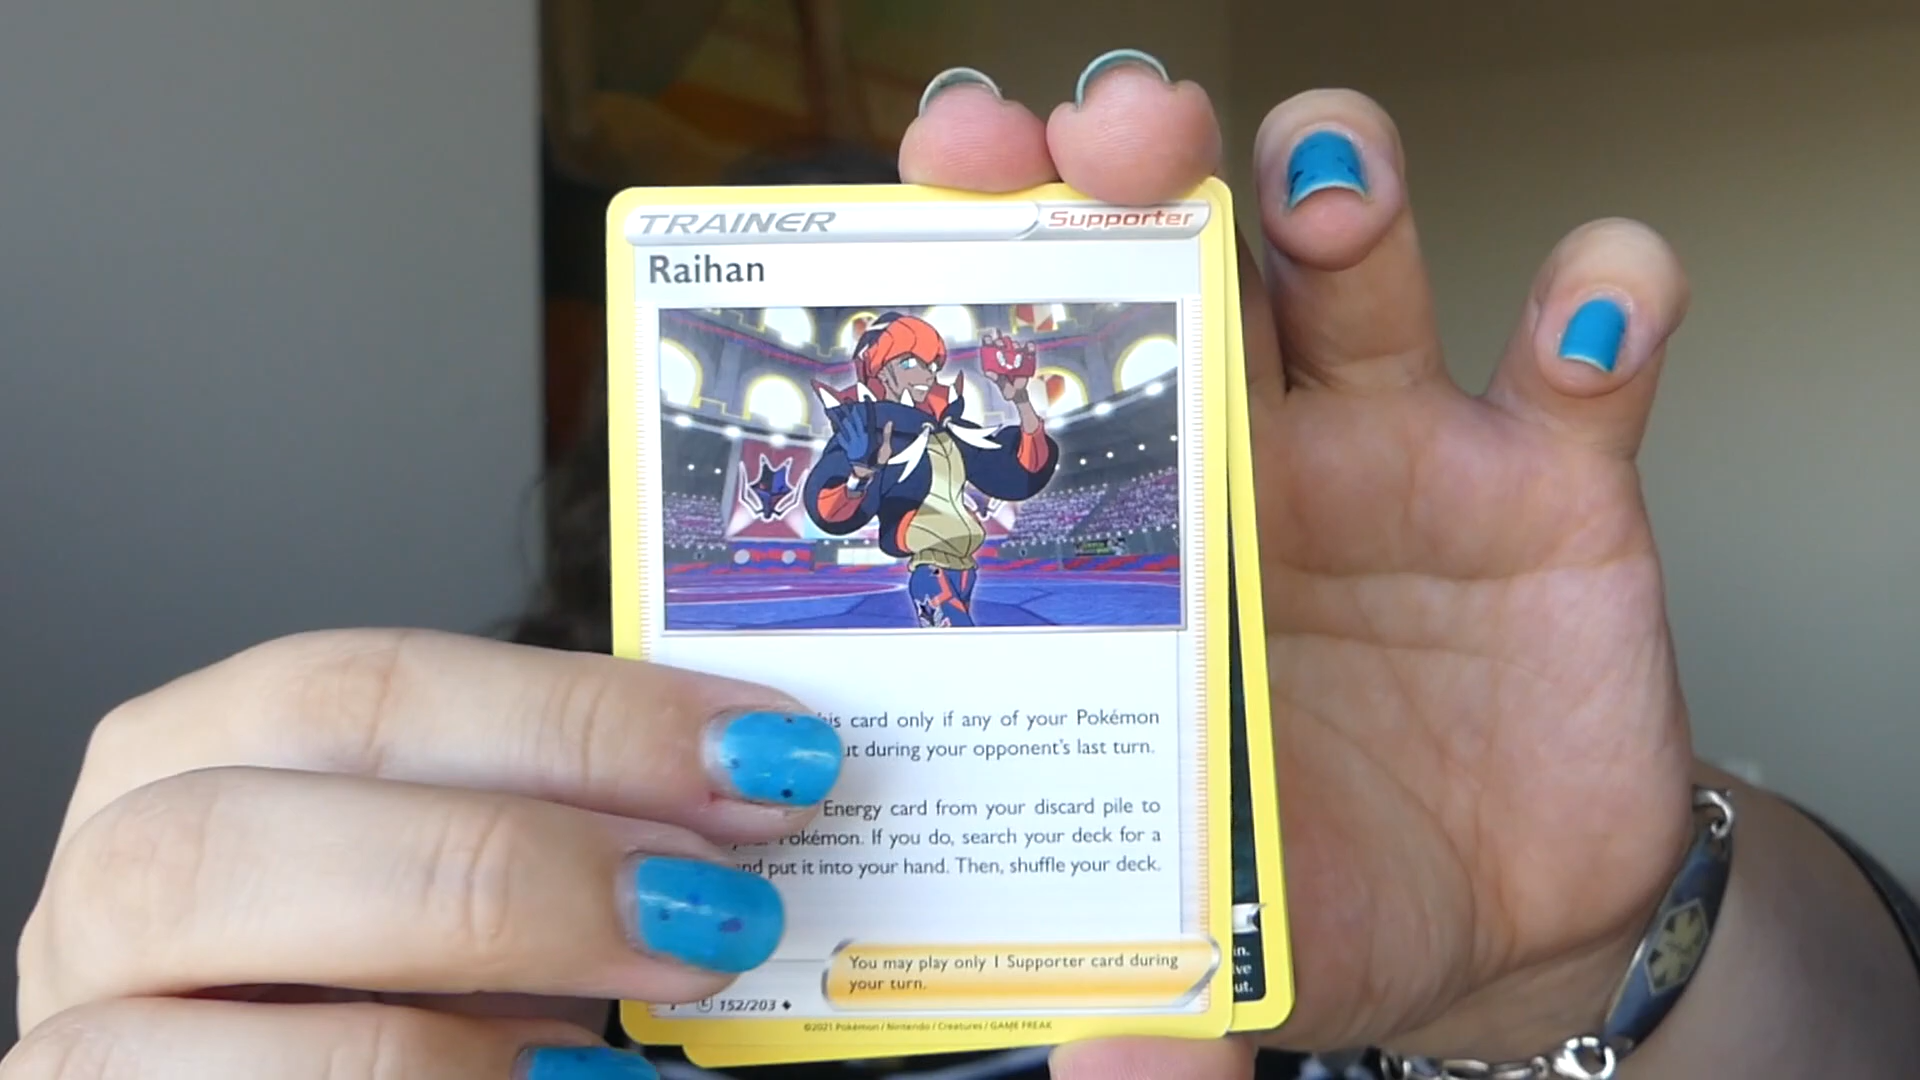 TRAINER Supporter
Raihan
his card only if any of your Pokémon
ut during your opponent's last turn.
Energy card from your discard pile to
Pokémon. If you do, search your deck for a
nd put it into your hand. Then, shuffle your deck.
You may play only 1 Supporter card during
your turn.
E 152/203
©2021 Pokémon / Nintendo / Creatures / GAME FREAK
in.
ve
ut.